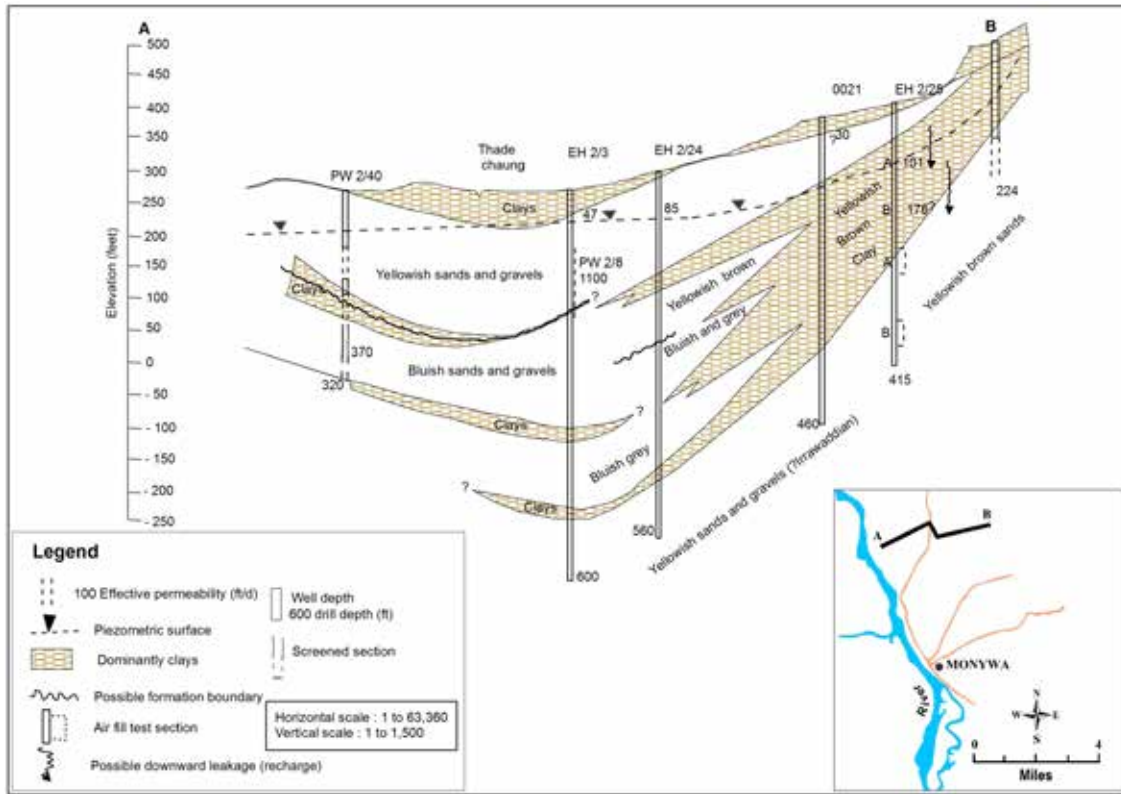 A
B
500
450
400
350
300
250
200
150
100
50
0
- 50
- 100
- 150
- 200
- 250
Elevation (feet)
PW 2/40
Thade
chaung
EH 2/3
EH 2/24
0021
EH 2/25
30
Clays
47
85
A
191
B
176
224
Yellowish
Brown
Clay
A
B
415
Yellowish brown sands
Yellowish sands and gravels
PW 2/8
1100
?
Yellowish brown
Bluish and grey
Clays
370
320
Bluish sands and gravels
Clays
?
460
Bluish grey
?
Clays
560
600
Yellowish sands and gravels (?Irrawaddian)
Legend
100 Effective permeability (ft/d)
Well depth
600 drill depth (ft)
Piezometric surface
Dominantly clays
Screened section
Possible formation boundary
Air fill test section
Possible downward leakage (recharge)
Horizontal scale : 1 to 63,360
Vertical scale : 1 to 1,500
A
B
MONYWA
River
N
W
E
S
0
4
Miles